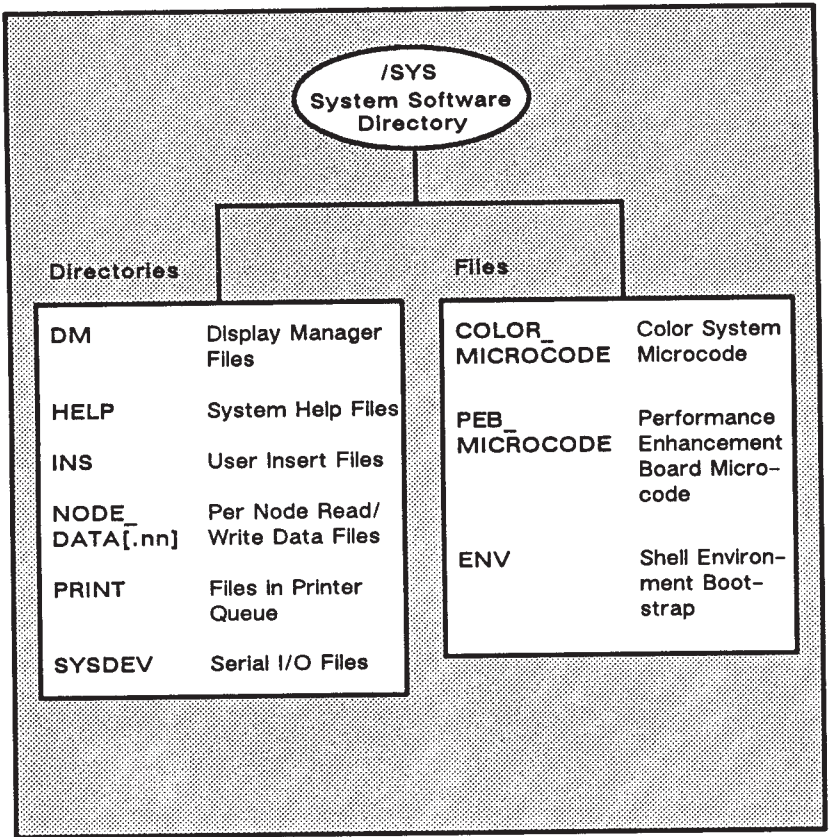 /SYS
System Software
Directory
Directories
DM Display Manager
Files
HELP System Help Files
INS User Insert Files
NODE_ Per Node Read/
DATA[.nn] Write Data Files
PRINT Files in Printer
Queue
SYSDEV Serial I/O Files
Files
COLOR_ Color System
MICROCODE Microcode
PEB_ Performance
MICROCODE Enhancement
Board Micro-
code
ENV Shell Environ-
ment Boot-
strap